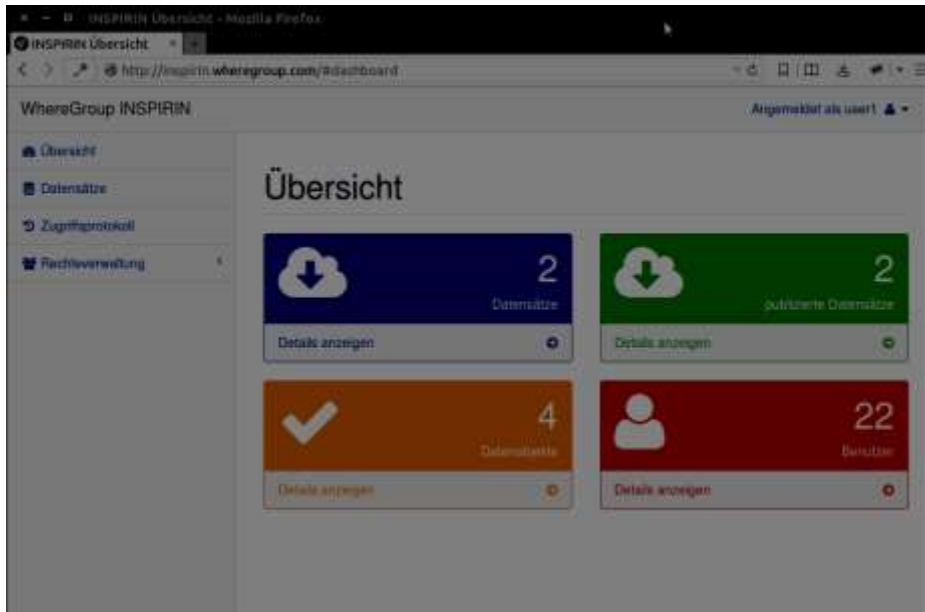 INSPIRIN Übersicht - Mozilla Firefox
INSPIRIN Übersicht
http://inspirin.wheregroup.com/#dashboard
WhereGroup INSPIRIN
Angemeldet als user1
Übersicht
Datensätze
Zugriffsprotokoll
Rechteverwaltung
Übersicht
2
Datensätze
Details anzeigen
2
publizierte Datensätze
Details anzeigen
4
Datenobjekte
Details anzeigen
22
Benutzer
Details anzeigen